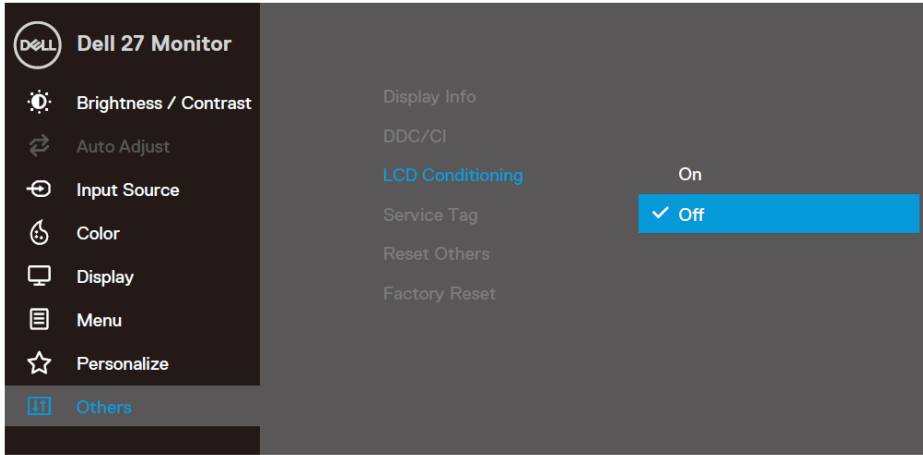 DELL Dell 27 Monitor
Brightness / Contrast
Auto Adjust
Input Source
Color
Display
Menu
Personalize
Others
Display Info
DDC/CI
LCD Conditioning
Service Tag
Reset Others
Factory Reset
On
Off